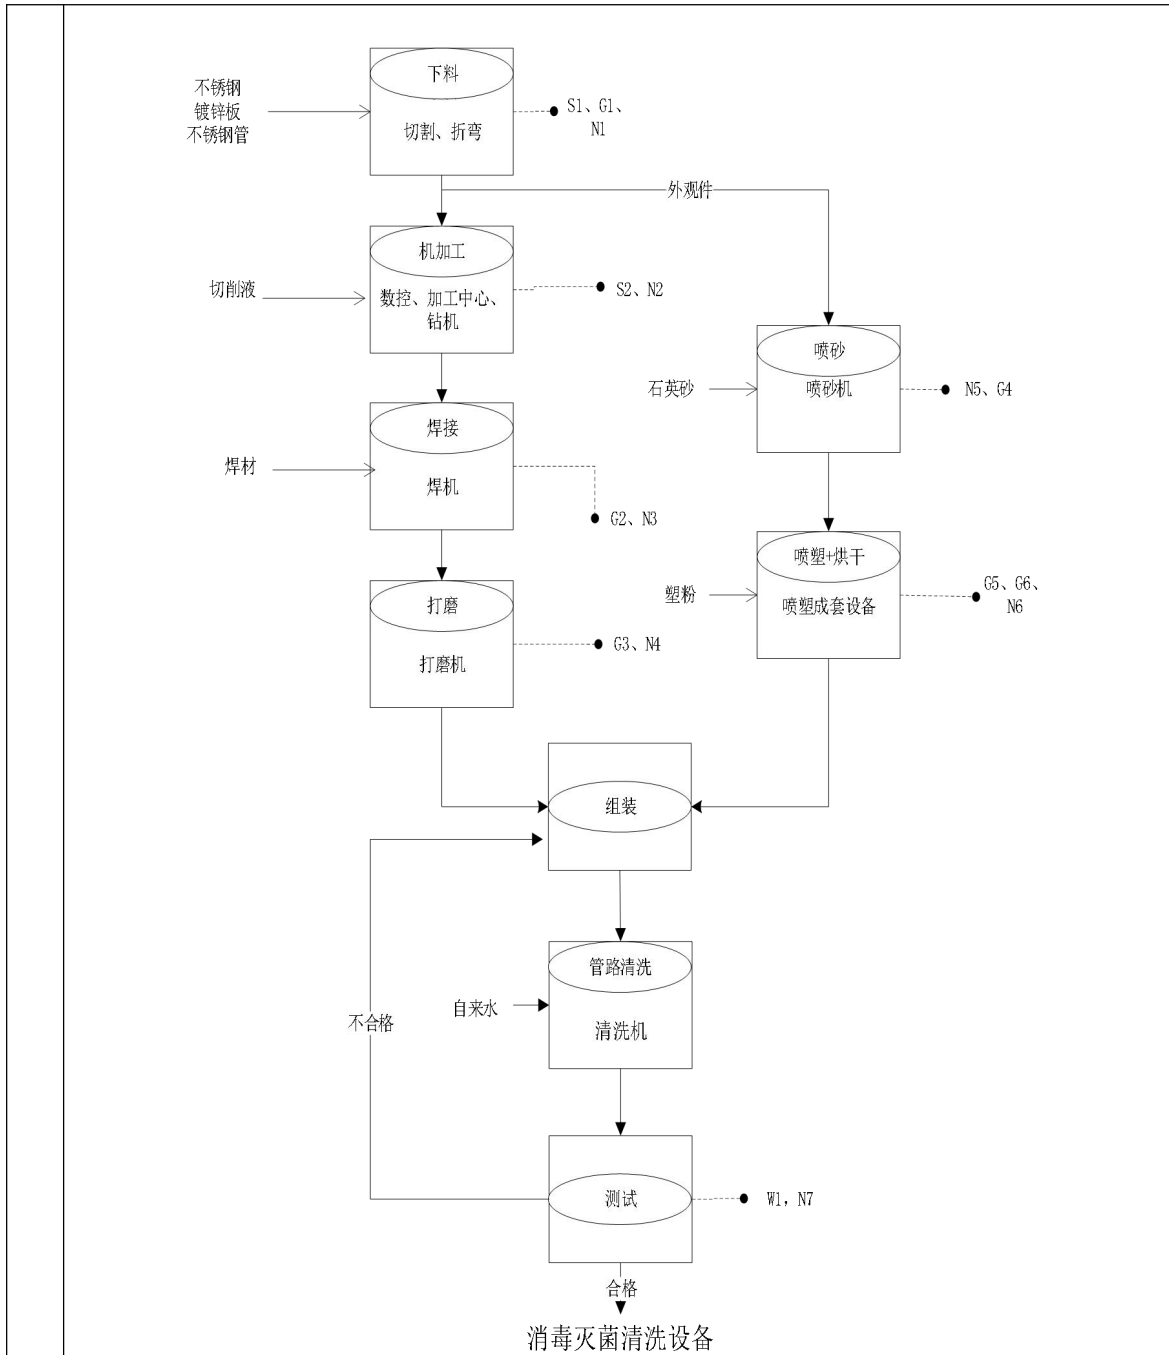 下料
不锈钢
镀锌板
不锈钢管
切割、折弯
S1、G1、
N1
外观件
机加工
切削液
数控、加工中心、
钻机
S2、N2
喷砂
石英砂
喷砂机
N5、G4
焊接
焊材
焊机
G2、N3
喷塑+烘干
塑粉
喷塑成套设备
G5、G6、
N6
打磨
打磨机
G3、N4
组装
管路清洗
自来水
清洗机
不合格
测试
W1，N7
合格
消毒灭菌清洗设备